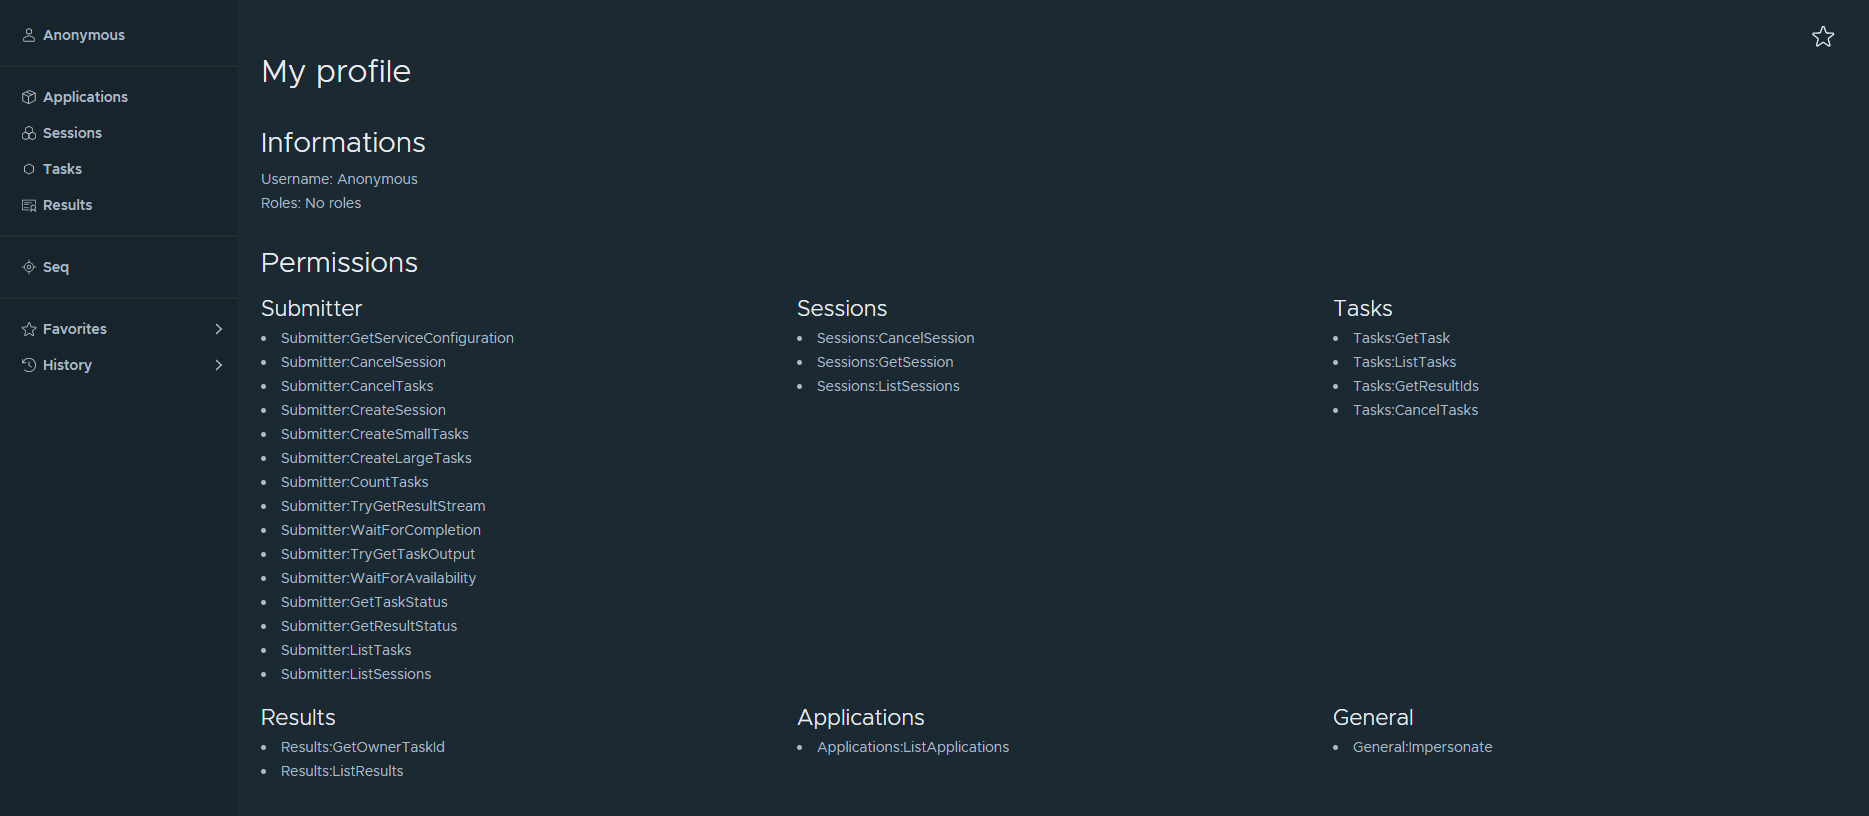 Anonymous
Applications
Sessions
Tasks
Results
Seq
Favorites
History
My profile
Informations
Username: Anonymous
Roles: No roles
Permissions
Submitter
Submitter:GetServiceConfiguration
Submitter:CancelSession
Submitter:CancelTasks
Submitter:CreateSession
Submitter:CreateSmallTasks
Submitter:CreateLargeTasks
Submitter:CountTasks
Submitter:TryGetResultStream
Submitter:WaitForCompletion
Submitter:TryGetTaskOutput
Submitter:WaitForAvailability
Submitter:GetTaskStatus
Submitter:GetResultStatus
Submitter:ListTasks
Submitter:ListSessions
Sessions
Sessions:CancelSession
Sessions:GetSession
Sessions:ListSessions
Tasks
Tasks:GetTask
Tasks:ListTasks
Tasks:GetResultIds
Tasks:CancelTasks
Results
Results:GetOwnerTaskId
Results:ListResults
Applications
Applications:ListApplications
General
General:Impersonate